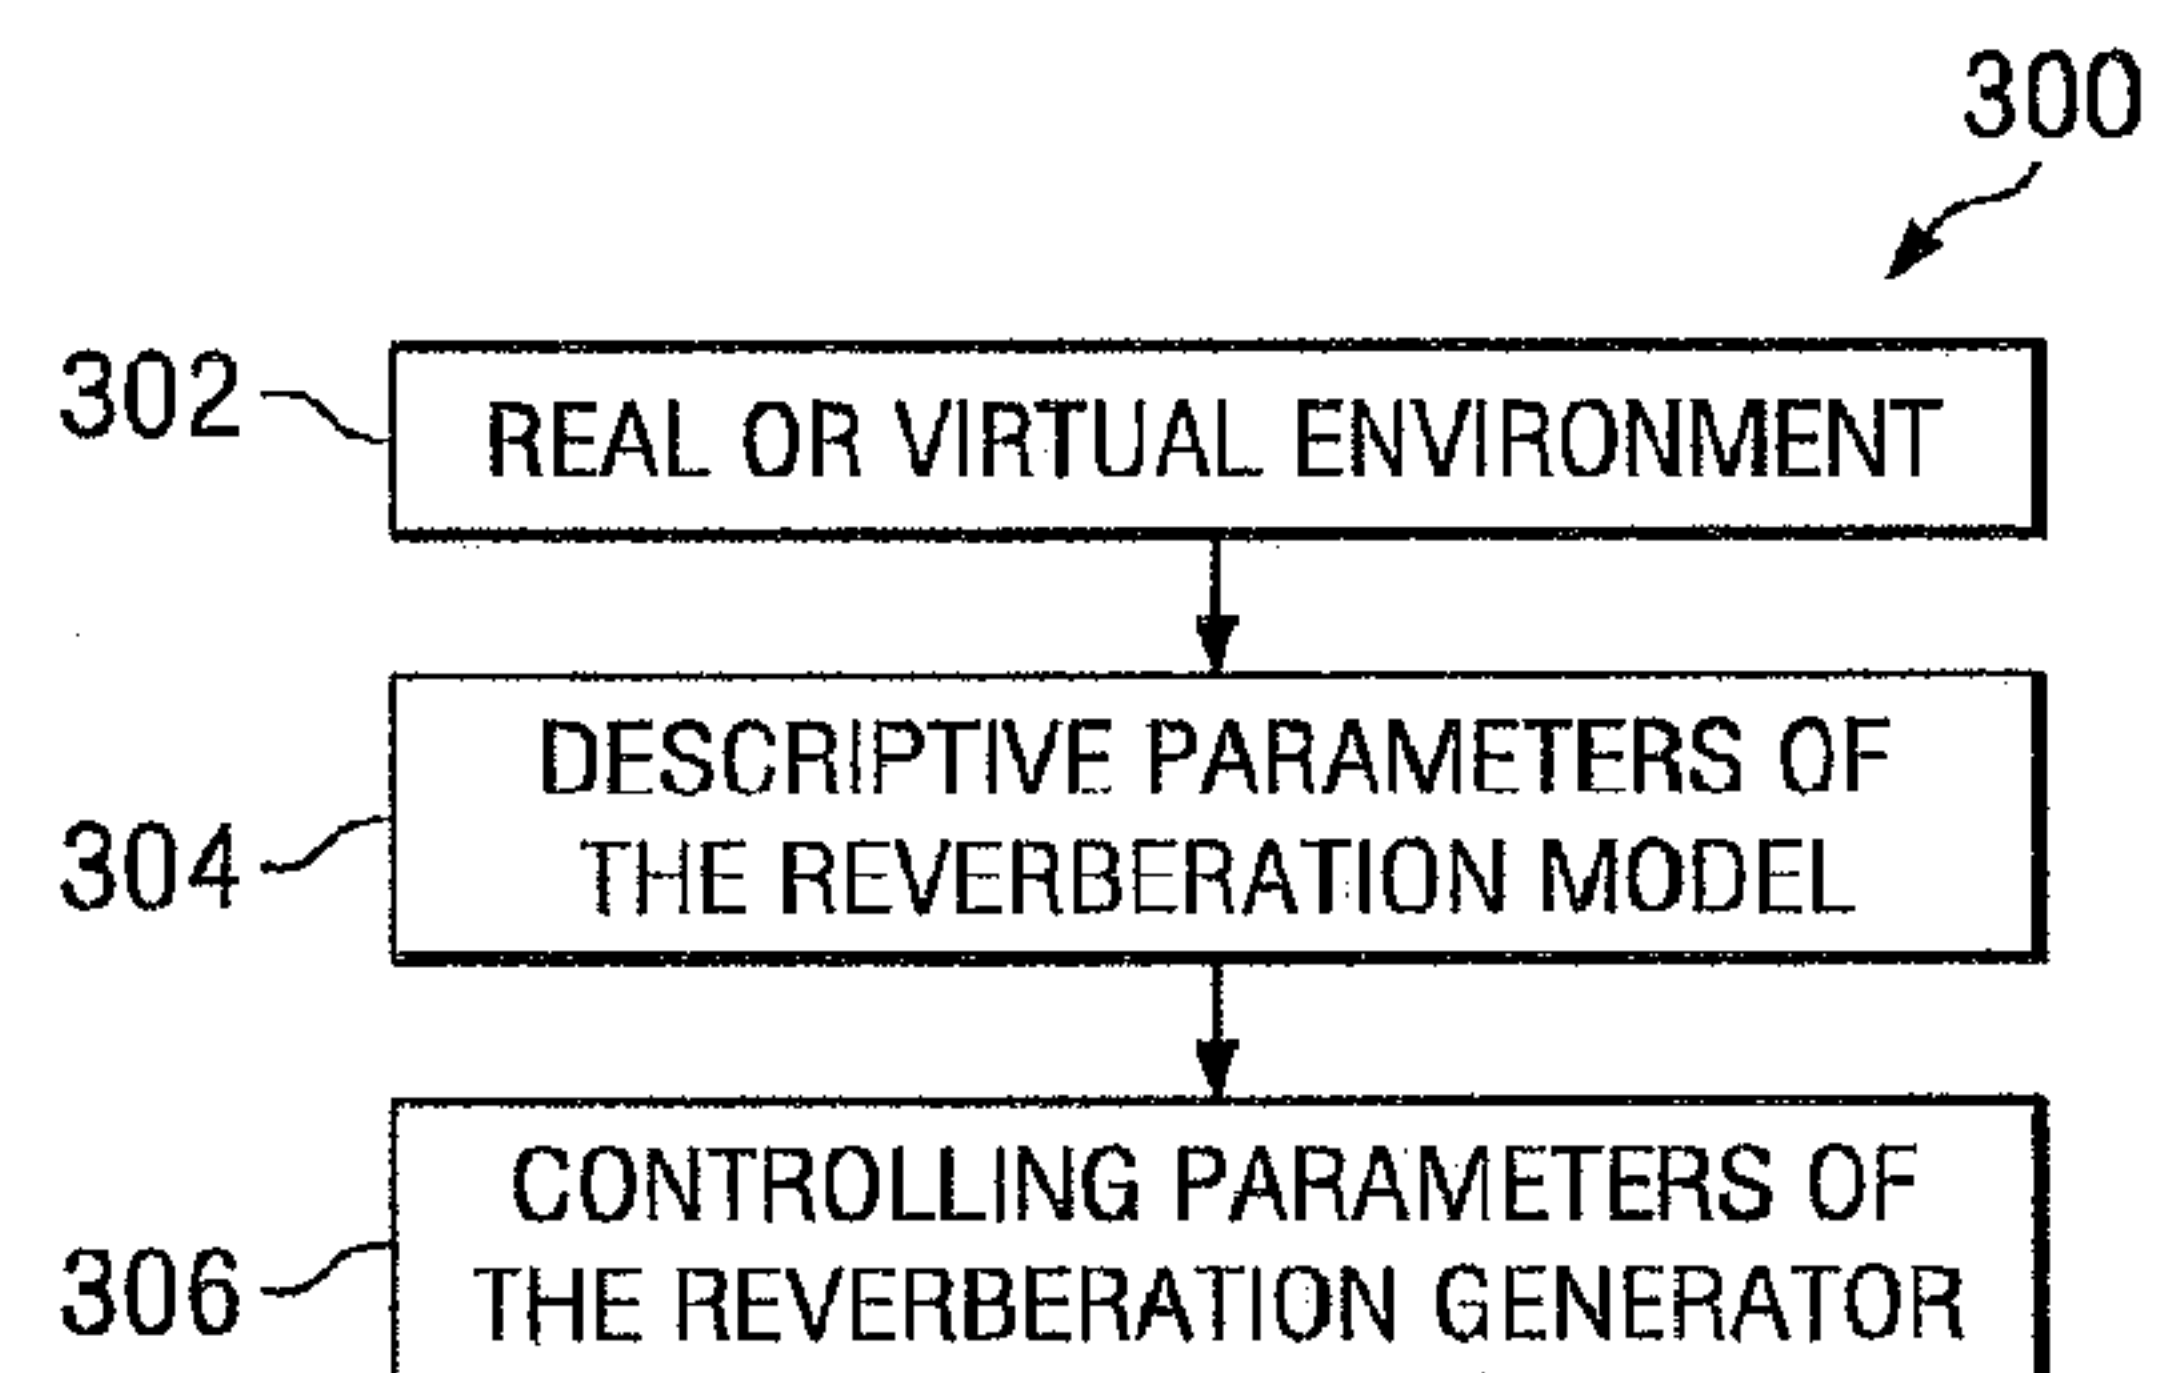 300
302
REAL OR VIRTUAL ENVIRONMENT
304
DESCRIPTIVE PARAMETERS OF
THE REVERBERATION MODEL
306
CONTROLLING PARAMETERS OF
THE REVERBERATION GENERATOR